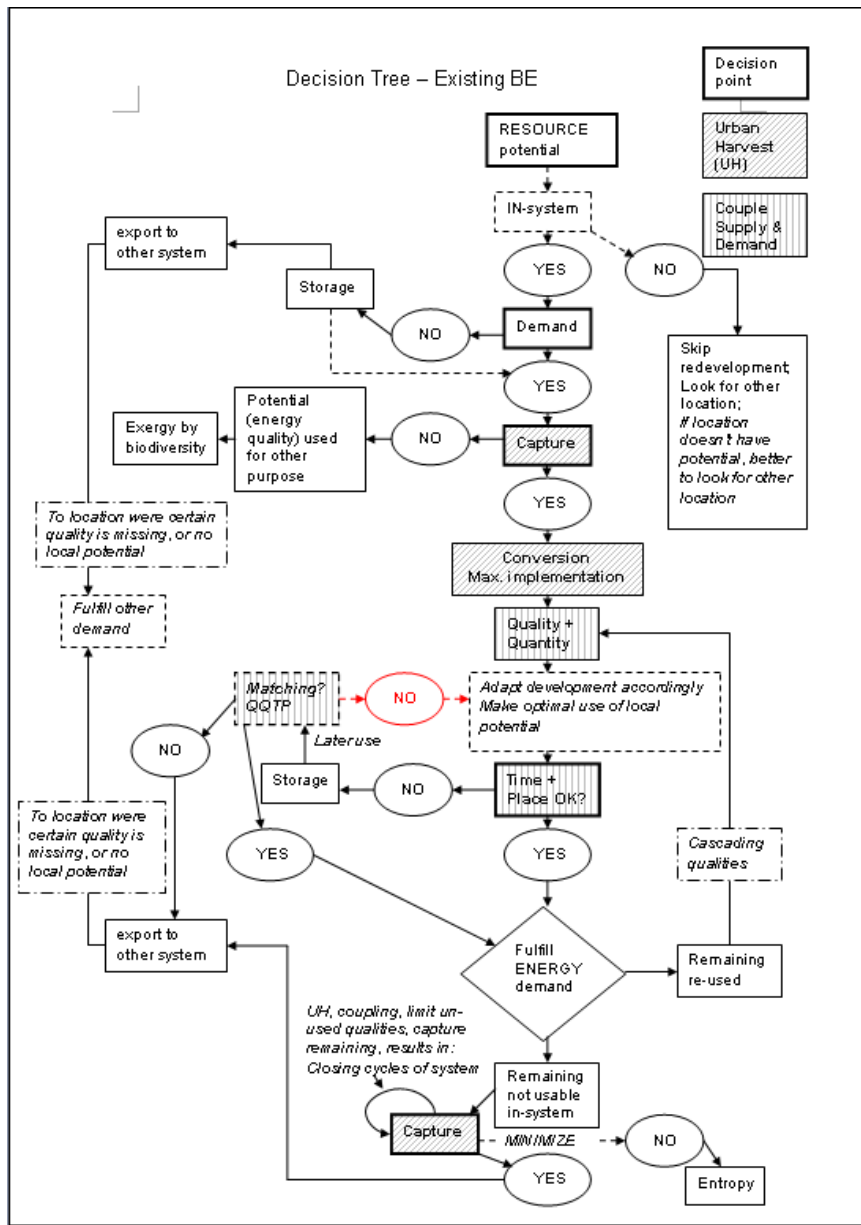 Decision Tree – Existing BE
Decision
point
Urban
Harvest
(UH)
Couple
Supply &
Demand
RESOURCE
potential
IN-system
YES
NO
export to
other system
Storage
NO
Demand
YES
Skip
redevelopment;
Look for other
location;
If location
doesn't have
potential, better
to look for other
location
Exergy by
biodiversity
Potential
(energy
quality) used
for other
purpose
NO
Capture
YES
To location were certain
quality is missing, or no
local potential
Conversion
Max. implementation
Fulfill other
demand
Quality +
Quantity
Matching?
QQTP
NO
Adapt development accordingly
Make optimal use of local
potential
NO
Later use
Storage
NO
Time +
Place OK?
To location were
certain quality is
missing, or no
local potential
YES
YES
Cascading
qualities
export to
other system
Fulfill
ENERGY
demand
Remaining
re-used
UH, coupling, limit un-
used qualities, capture
remaining, results in:
Closing cycles of system
Remaining
not usable
in-system
Capture
MINIMIZE
NO
YES
Entropy